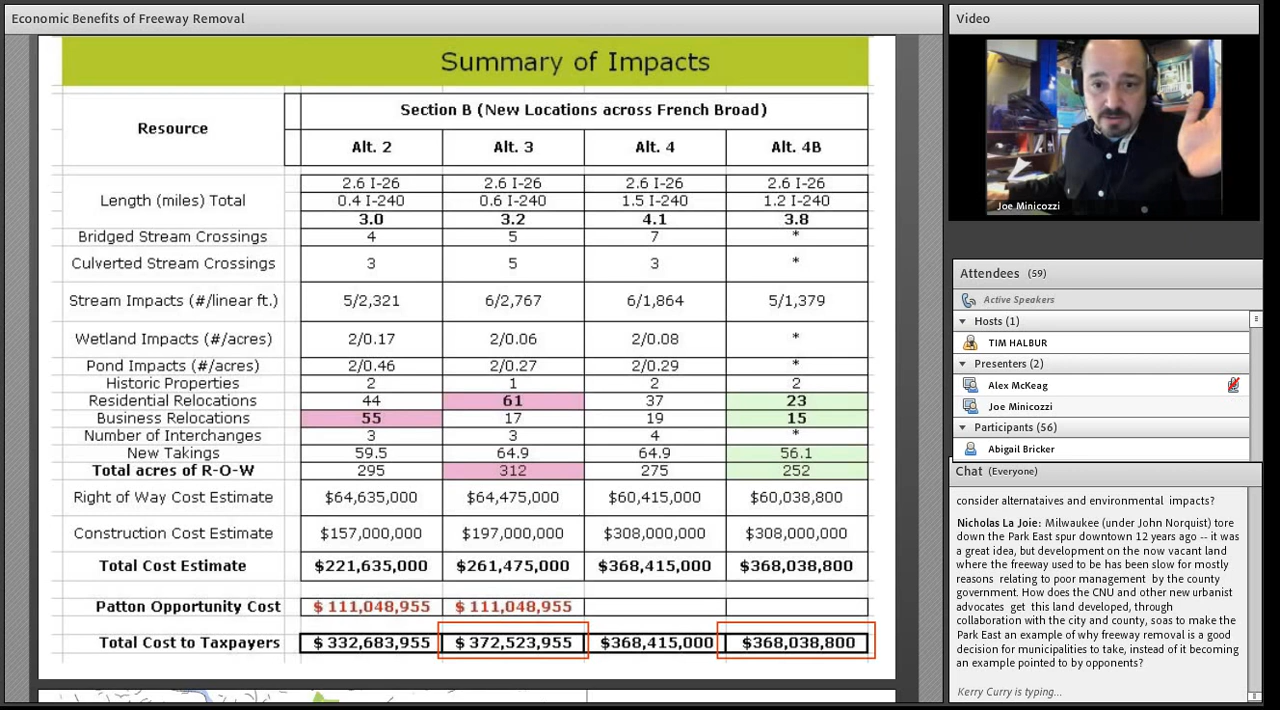 Economic Benefits of Freeway Removal
Summary of Impacts
Resource
Section B (New Locations across French Broad)
Alt. 2 Alt. 3 Alt. 4 Alt. 4B
Length (miles) Total
2.6 I-26 2.6 I-26 2.6 I-26 2.6 I-26
0.4 I-240 0.6 I-240 1.5 I-240 1.2 I-240
3.0 3.2 4.1 3.8
Bridged Stream Crossings 4 5 7 *
Culverted Stream Crossings 3 5 3 *
Stream Impacts (#/linear ft.) 5/2,321 6/2,767 6/1,864 5/1,379
Wetland Impacts (#/acres) 2/0.17 2/0.06 2/0.08 *
Pond Impacts (#/acres) 2/0.46 2/0.27 2/0.29 *
Historic Properties 2 1 2 2
Residential Relocations 44 61 37 23
Business Relocations 55 17 19 15
Number of Interchanges 3 3 4 *
New Takings 59.5 64.9 64.9 56.1
Total acres of R-O-W 295 312 275 252
Right of Way Cost Estimate $64,635,000 $64,475,000 $60,415,000 $60,038,800
Construction Cost Estimate $157,000,000 $197,000,000 $308,000,000 $308,000,000
Total Cost Estimate $221,635,000 $261,475,000 $368,415,000 $368,038,800
Patton Opportunity Cost $ 111,048,955 $ 111,048,955
Total Cost to Taxpayers $ 332,683,955 $ 372,523,955 $368,415,000 $368,038,800
Video
Joe Minicozzi
Attendees (59)
Active Speakers
Hosts (1)
TIM HALBUR
Presenters (2)
Alex McKeag
Joe Minicozzi
Participants (56)
Abigail Bricker
Chat (Everyone)
consider alternataives and environmental impacts?
Nicholas La Joie: Milwaukee (under John Norquist) tore
down the Park East spur downtown 12 years ago -- it was
a great idea, but development on the now vacant land
where the freeway used to be has been slow for mostly
reasons relating to poor management by the county
government. How does the CNU and other new urbanist
advocates get this land developed, through
collaboration with the city and county, soas to make the
Park East an example of why freeway removal is a good
decision for municipalities to take, instead of it becoming
an example pointed to by opponents?
Kerry Curry is typing...